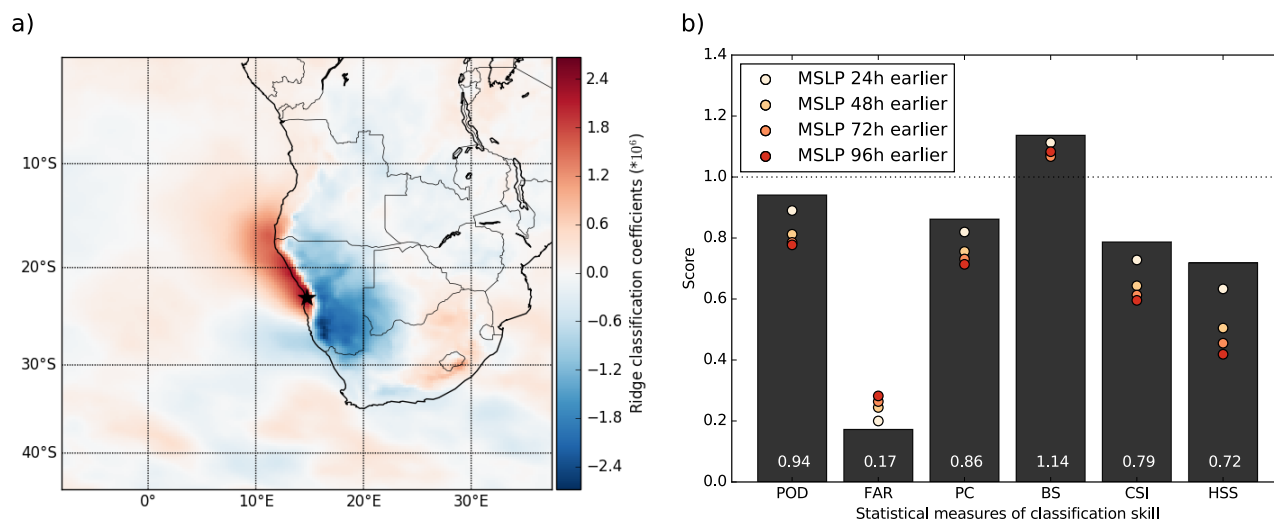 a)
10°S
20°S
30°S
40°S
0°
10°E
20°E
30°E
2.4
1.8
1.2
0.6
0.0
−0.6
−1.2
−1.8
−2.4
Ridge classification coefficients (*10⁶)
b)
1.4
1.2
1.0
0.8
0.6
0.4
0.2
0.0
Score
MSLP 24h earlier
MSLP 48h earlier
MSLP 72h earlier
MSLP 96h earlier
0.94
0.17
0.86
1.14
0.79
0.72
POD
FAR
PC
BS
CSI
HSS
Statistical measures of classification skill